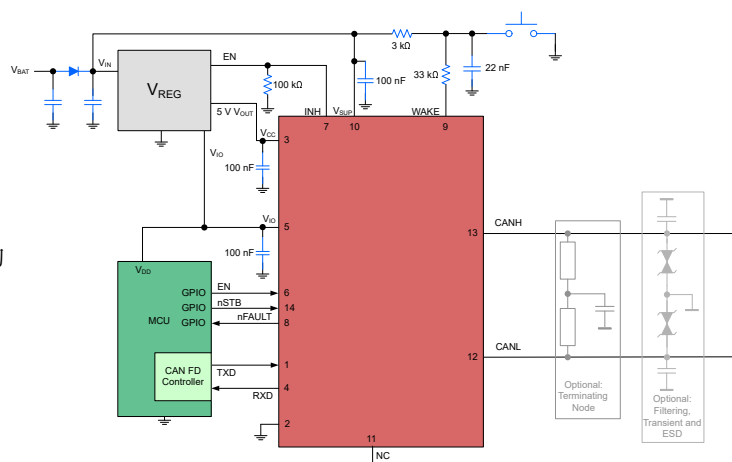 3 kΩ
EN
VBAT
VIN
VREG
100 kΩ
100 nF
33 kΩ
22 nF
5 V VOUT
INH
VSUP
WAKE
7
10
9
VCC
3
VIO
100 nF
CANH
VIO
5
13
100 nF
VDD
GPIO
EN
6
GPIO
nSTB
14
MCU
GPIO
nFAULT
8
CANL
12
CAN FD
Controller
TXD
1
RXD
4
2
Optional:
Terminating
Node
Optional:
Filtering,
Transient and
ESD
11
NC